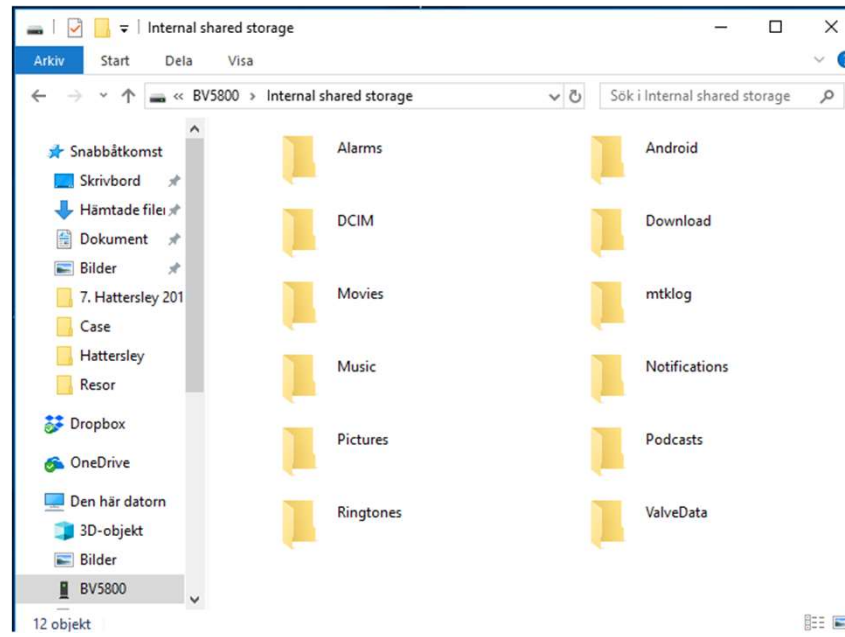 Internal shared storage
Arkiv Start Dela Visa
« BV5800 > Internal shared storage
Sök i Internal shared storage
Snabbåtkomst
Skrivbord
Hämtade filer
Dokument
Bilder
7. Hattersley 201
Case
Hattersley
Resor
Dropbox
OneDrive
Den här datorn
3D-objekt
Bilder
BV5800
Alarms Android
DCIM Download
Movies mtklog
Music Notifications
Pictures Podcasts
Ringtones ValveData
12 objekt